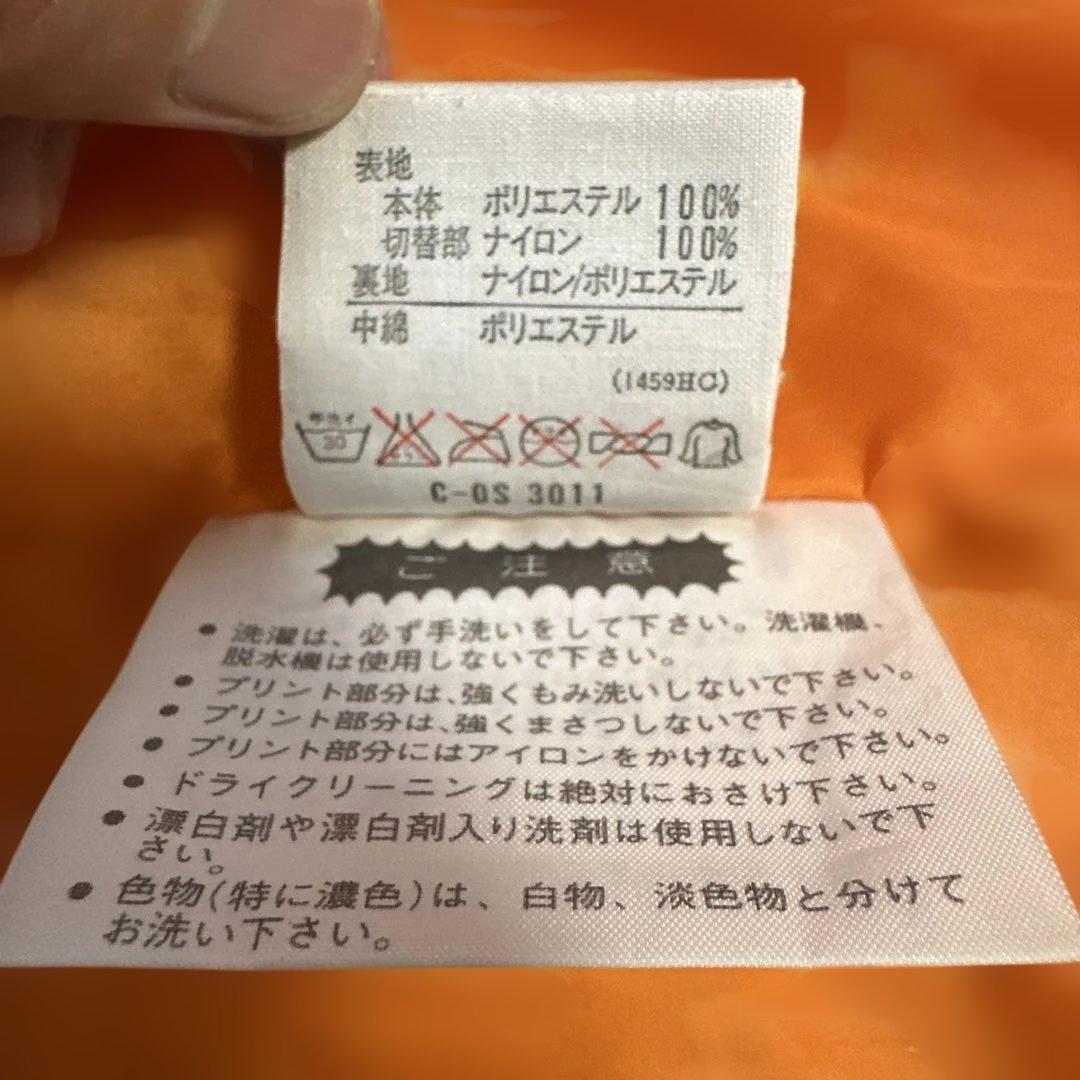 表地
本体 ポリエステル 100%
切替部 ナイロン 100%
裏地 ナイロン/ポリエステル
中綿 ポリエステル
(1459HC)
手洗イ
30
C-OS 3011
ご注意
● 洗濯は、必ず手洗いをして下さい。洗濯機、
脱水機は使用しないで下さい。
● プリント部分は、強くもみ洗いしないで下さい。
● プリント部分は、強くまさつしないで下さい。
● プリント部分にはアイロンをかけないで下さい。
● ドライクリーニングは絶対におさけ下さい。
● 漂白剤や漂白剤入り洗剤は使用しないで下
さい。
● 色物(特に濃色)は、白物、淡色物と分けて
お洗い下さい。